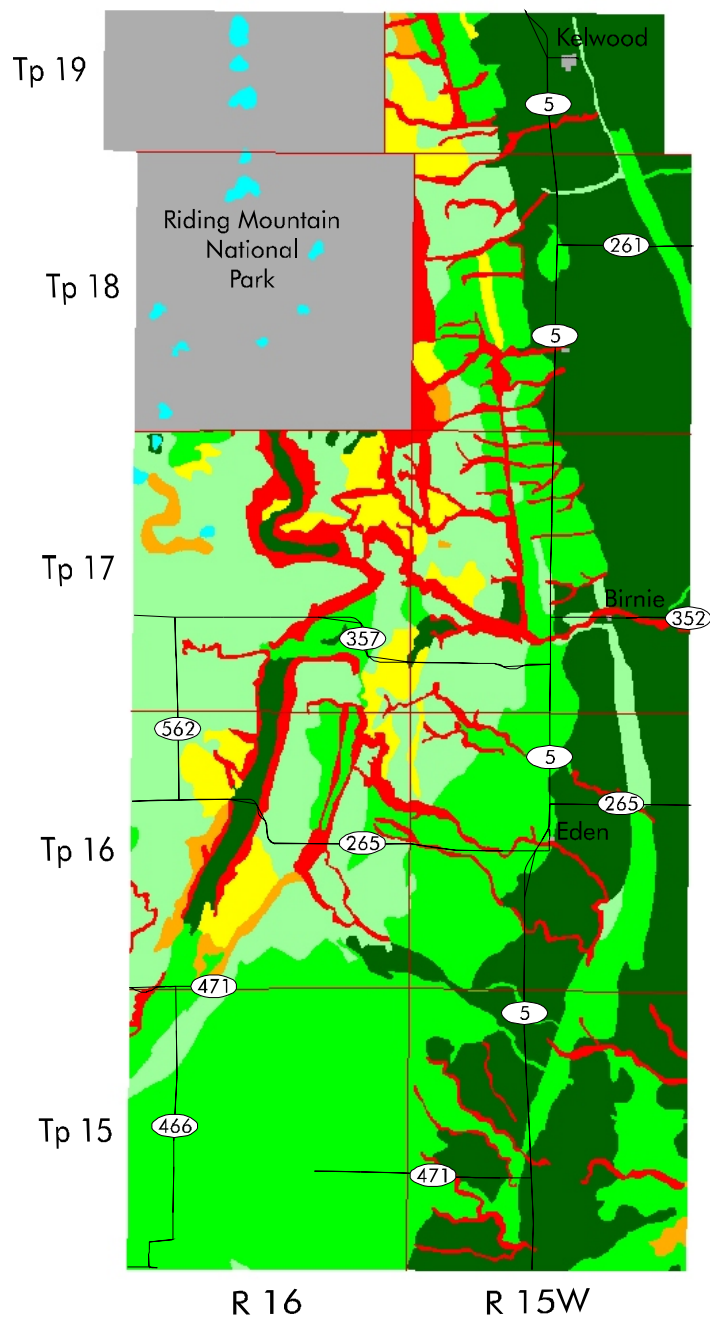 Kelwood
Tp 19
5
Riding Mountain
National
Park
261
Tp 18
5
Tp 17
Birnie
352
357
562
5
265
Eden
265
Tp 16
471
5
466
Tp 15
471
R 16
R 15W